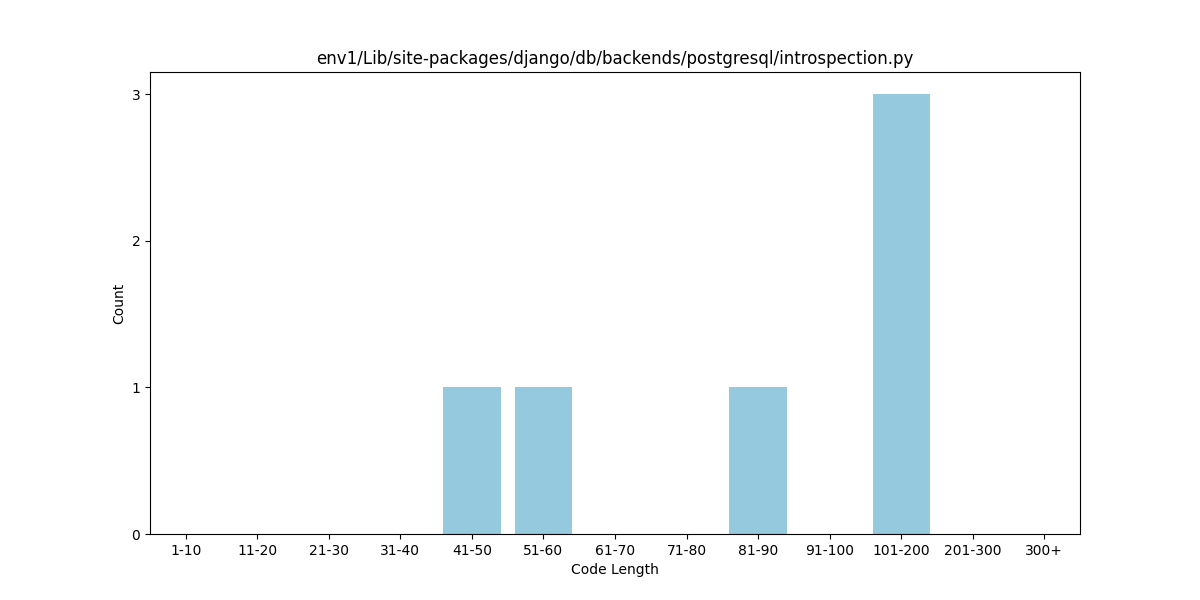 env1/Lib/site-packages/django/db/backends/postgresql/introspection.py
3
2
1
0
Count
1-10 11-20 21-30 31-40 41-50 51-60 61-70 71-80 81-90 91-100 101-200 201-300 300+
Code Length